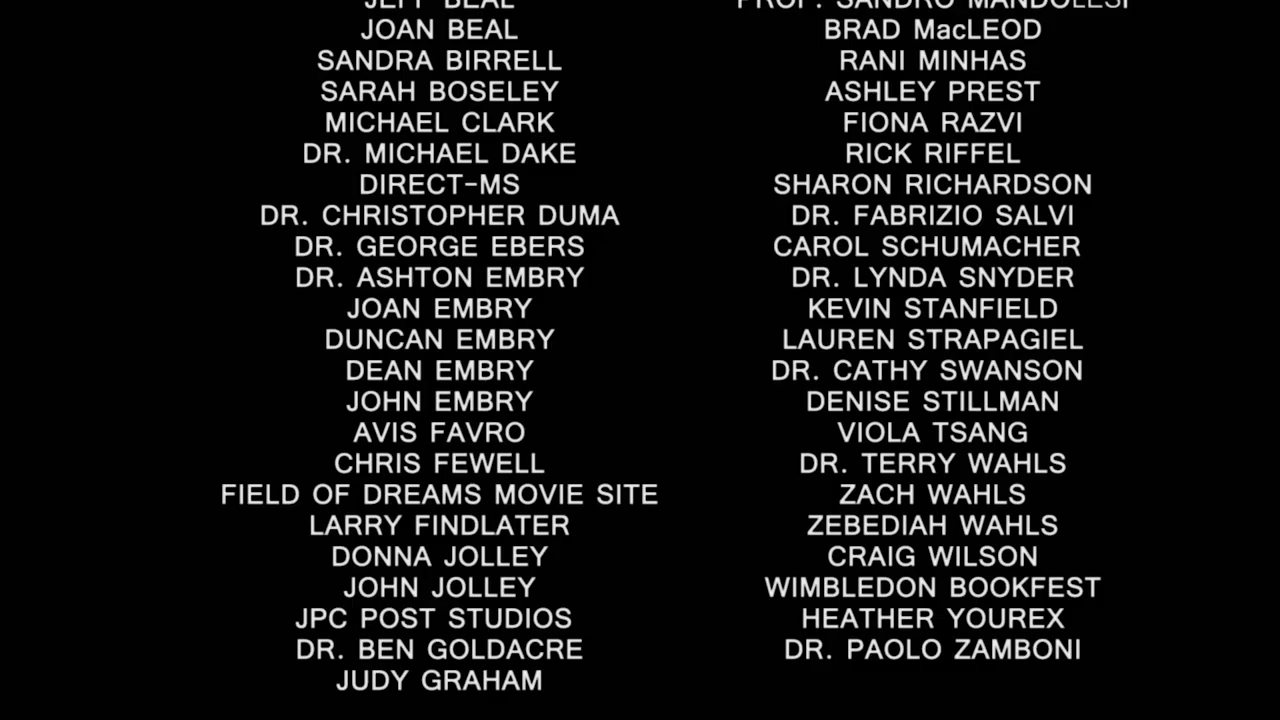 JEFF BEAL
JOAN BEAL
SANDRA BIRRELL
SARAH BOSELEY
MICHAEL CLARK
DR. MICHAEL DAKE
DIRECT-MS
DR. CHRISTOPHER DUMA
DR. GEORGE EBERS
DR. ASHTON EMBRY
JOAN EMBRY
DUNCAN EMBRY
DEAN EMBRY
JOHN EMBRY
AVIS FAVRO
CHRIS FEWELL
FIELD OF DREAMS MOVIE SITE
LARRY FINDLATER
DONNA JOLLEY
JOHN JOLLEY
JPC POST STUDIOS
DR. BEN GOLDACRE
JUDY GRAHAM
PROF. SANDRO MANDOLESI
BRAD MacLEOD
RANI MINHAS
ASHLEY PREST
FIONA RAZVI
RICK RIFFEL
SHARON RICHARDSON
DR. FABRIZIO SALVI
CAROL SCHUMACHER
DR. LYNDA SNYDER
KEVIN STANFIELD
LAUREN STRAPAGIEL
DR. CATHY SWANSON
DENISE STILLMAN
VIOLA TSANG
DR. TERRY WAHLS
ZACH WAHLS
ZEBEDIAH WAHLS
CRAIG WILSON
WIMBLEDON BOOKFEST
HEATHER YOUREX
DR. PAOLO ZAMBONI